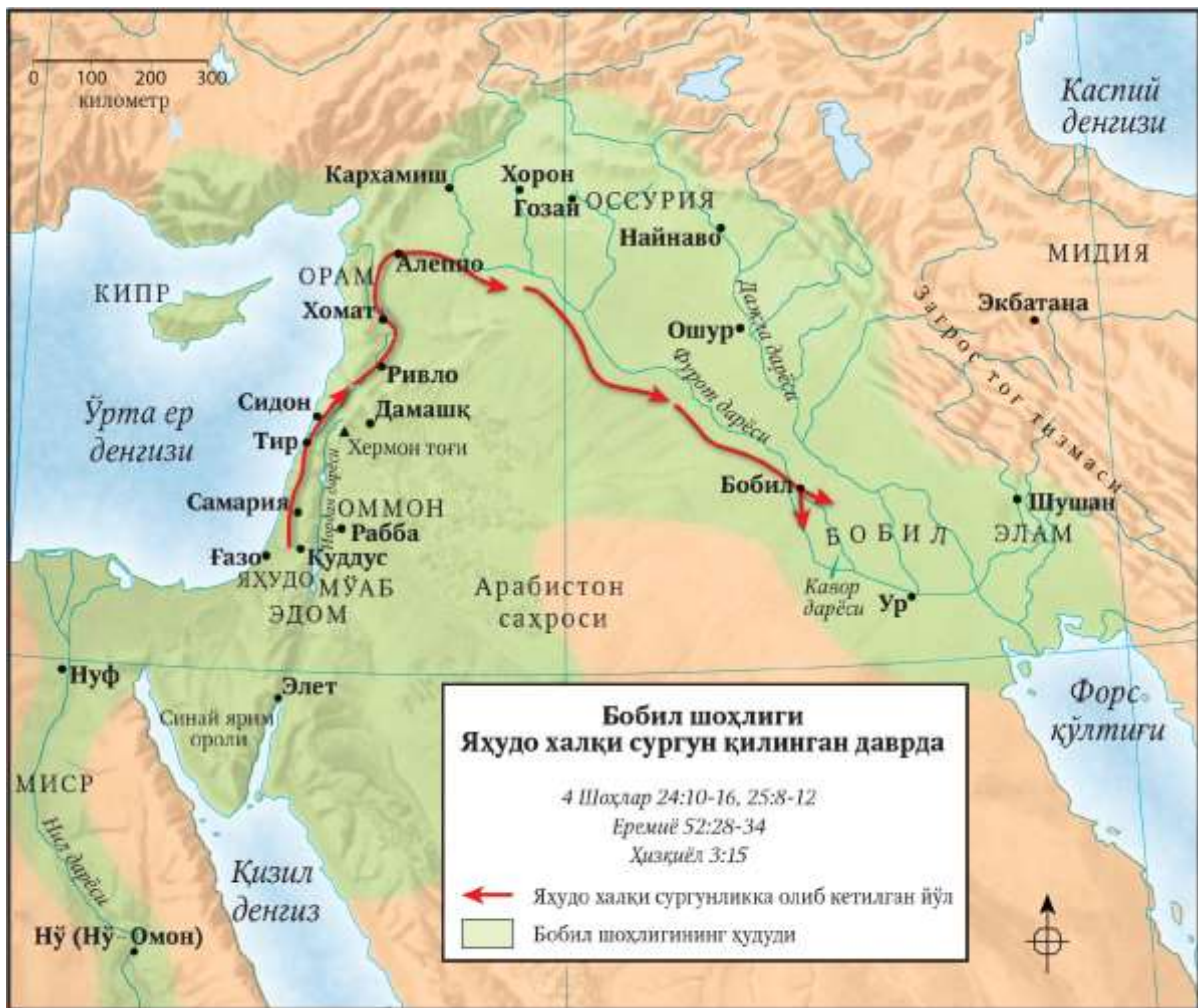 0 100 200 300
километр
Каспий
денгизи
Кархамиш
Хорон
Гозан
ОССУРИЯ
Найнаво
МИДИЯ
Алеппо
ОРАМ
КИПР
Хомат
Экбатана
Загрос тоғ тизмаси
Дажла дарёси
Ошур
Фурот дарёси
Ривло
Сидон
Дамашқ
Ўрта ер
денгизи
Тир
Хермон тоғи
Иордан дарёси
Самария
ОММОН
Рабба
Бобил
Шушан
БОБИЛ
ЭЛАМ
Ғазо
Қуддус
ЯҲУДО
МЎАБ
ЭДОМ
Арабистон
саҳроси
Кавор
дарёси
Ур
Нуф
Элет
Синай ярим
ороли
Форс
қўлтиғи
МИСР
Нил дарёси
Қизил
денгиз
Нў (Нў Омон)
Бобил шоҳлиги
Яҳудо халқи сургун қилинган даврда
4 Шоҳлар 24:10-16, 25:8-12
Еремиё 52:28-34
Ҳизқиёл 3:15
Яҳудо халқи сургунликка олиб кетилган йўл
Бобил шоҳлигининг ҳудуди